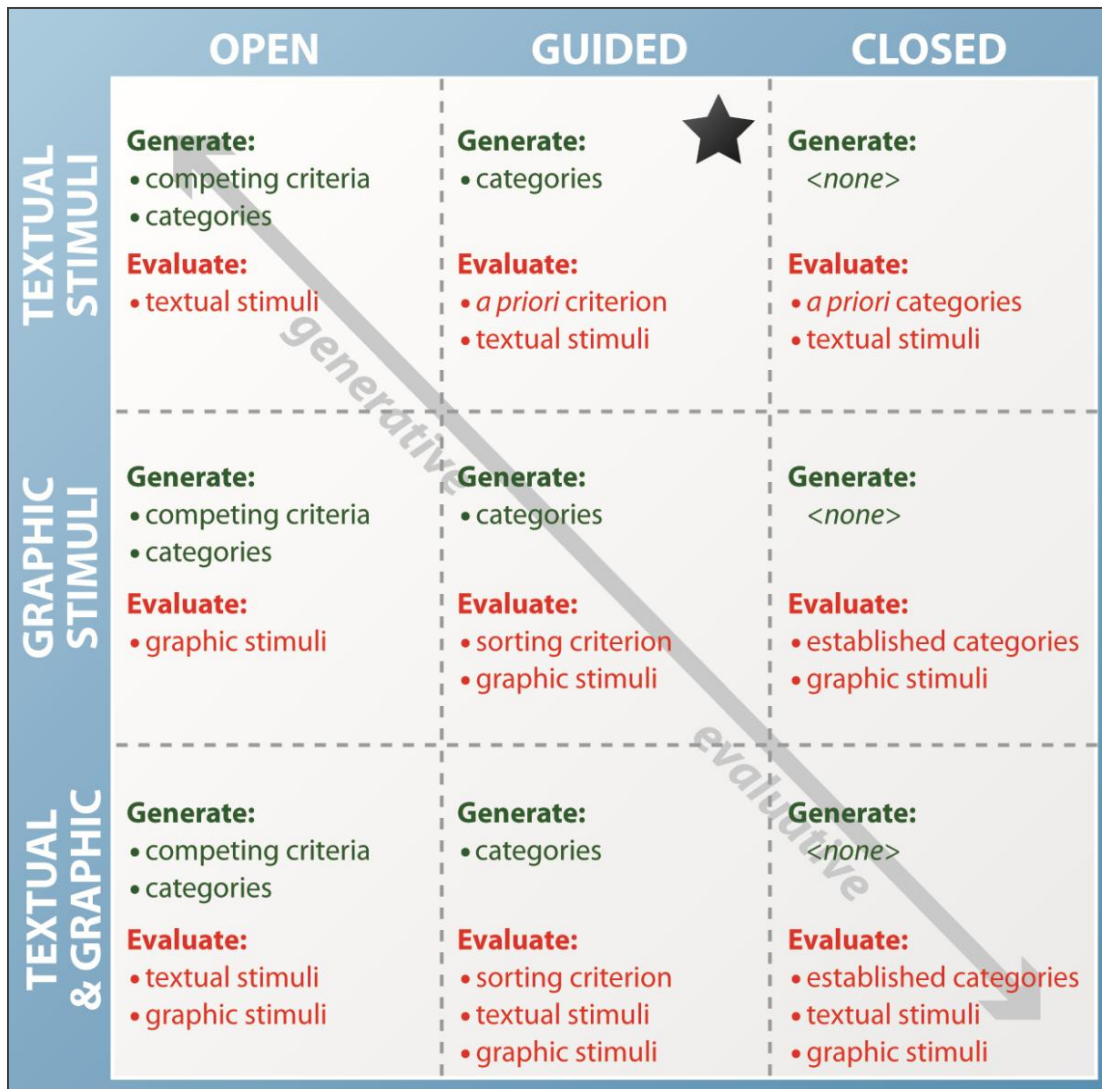 OPEN
GUIDED
CLOSED
TEXTUAL
STIMULI
Generate:
• competing criteria
• categories
Evaluate:
• textual stimuli
Generate:
• categories
Evaluate:
• a priori criterion
• textual stimuli
Generate:
<none>
Evaluate:
• a priori categories
• textual stimuli
generative
GRAPHIC
STIMULI
Generate:
• competing criteria
• categories
Evaluate:
• graphic stimuli
Generate:
• categories
Evaluate:
• sorting criterion
• graphic stimuli
Generate:
<none>
Evaluate:
• established categories
• graphic stimuli
evaluative
TEXTUAL
& GRAPHIC
Generate:
• competing criteria
• categories
Evaluate:
• textual stimuli
• graphic stimuli
Generate:
• categories
Evaluate:
• sorting criterion
• textual stimuli
• graphic stimuli
Generate:
<none>
Evaluate:
• established categories
• textual stimuli
• graphic stimuli